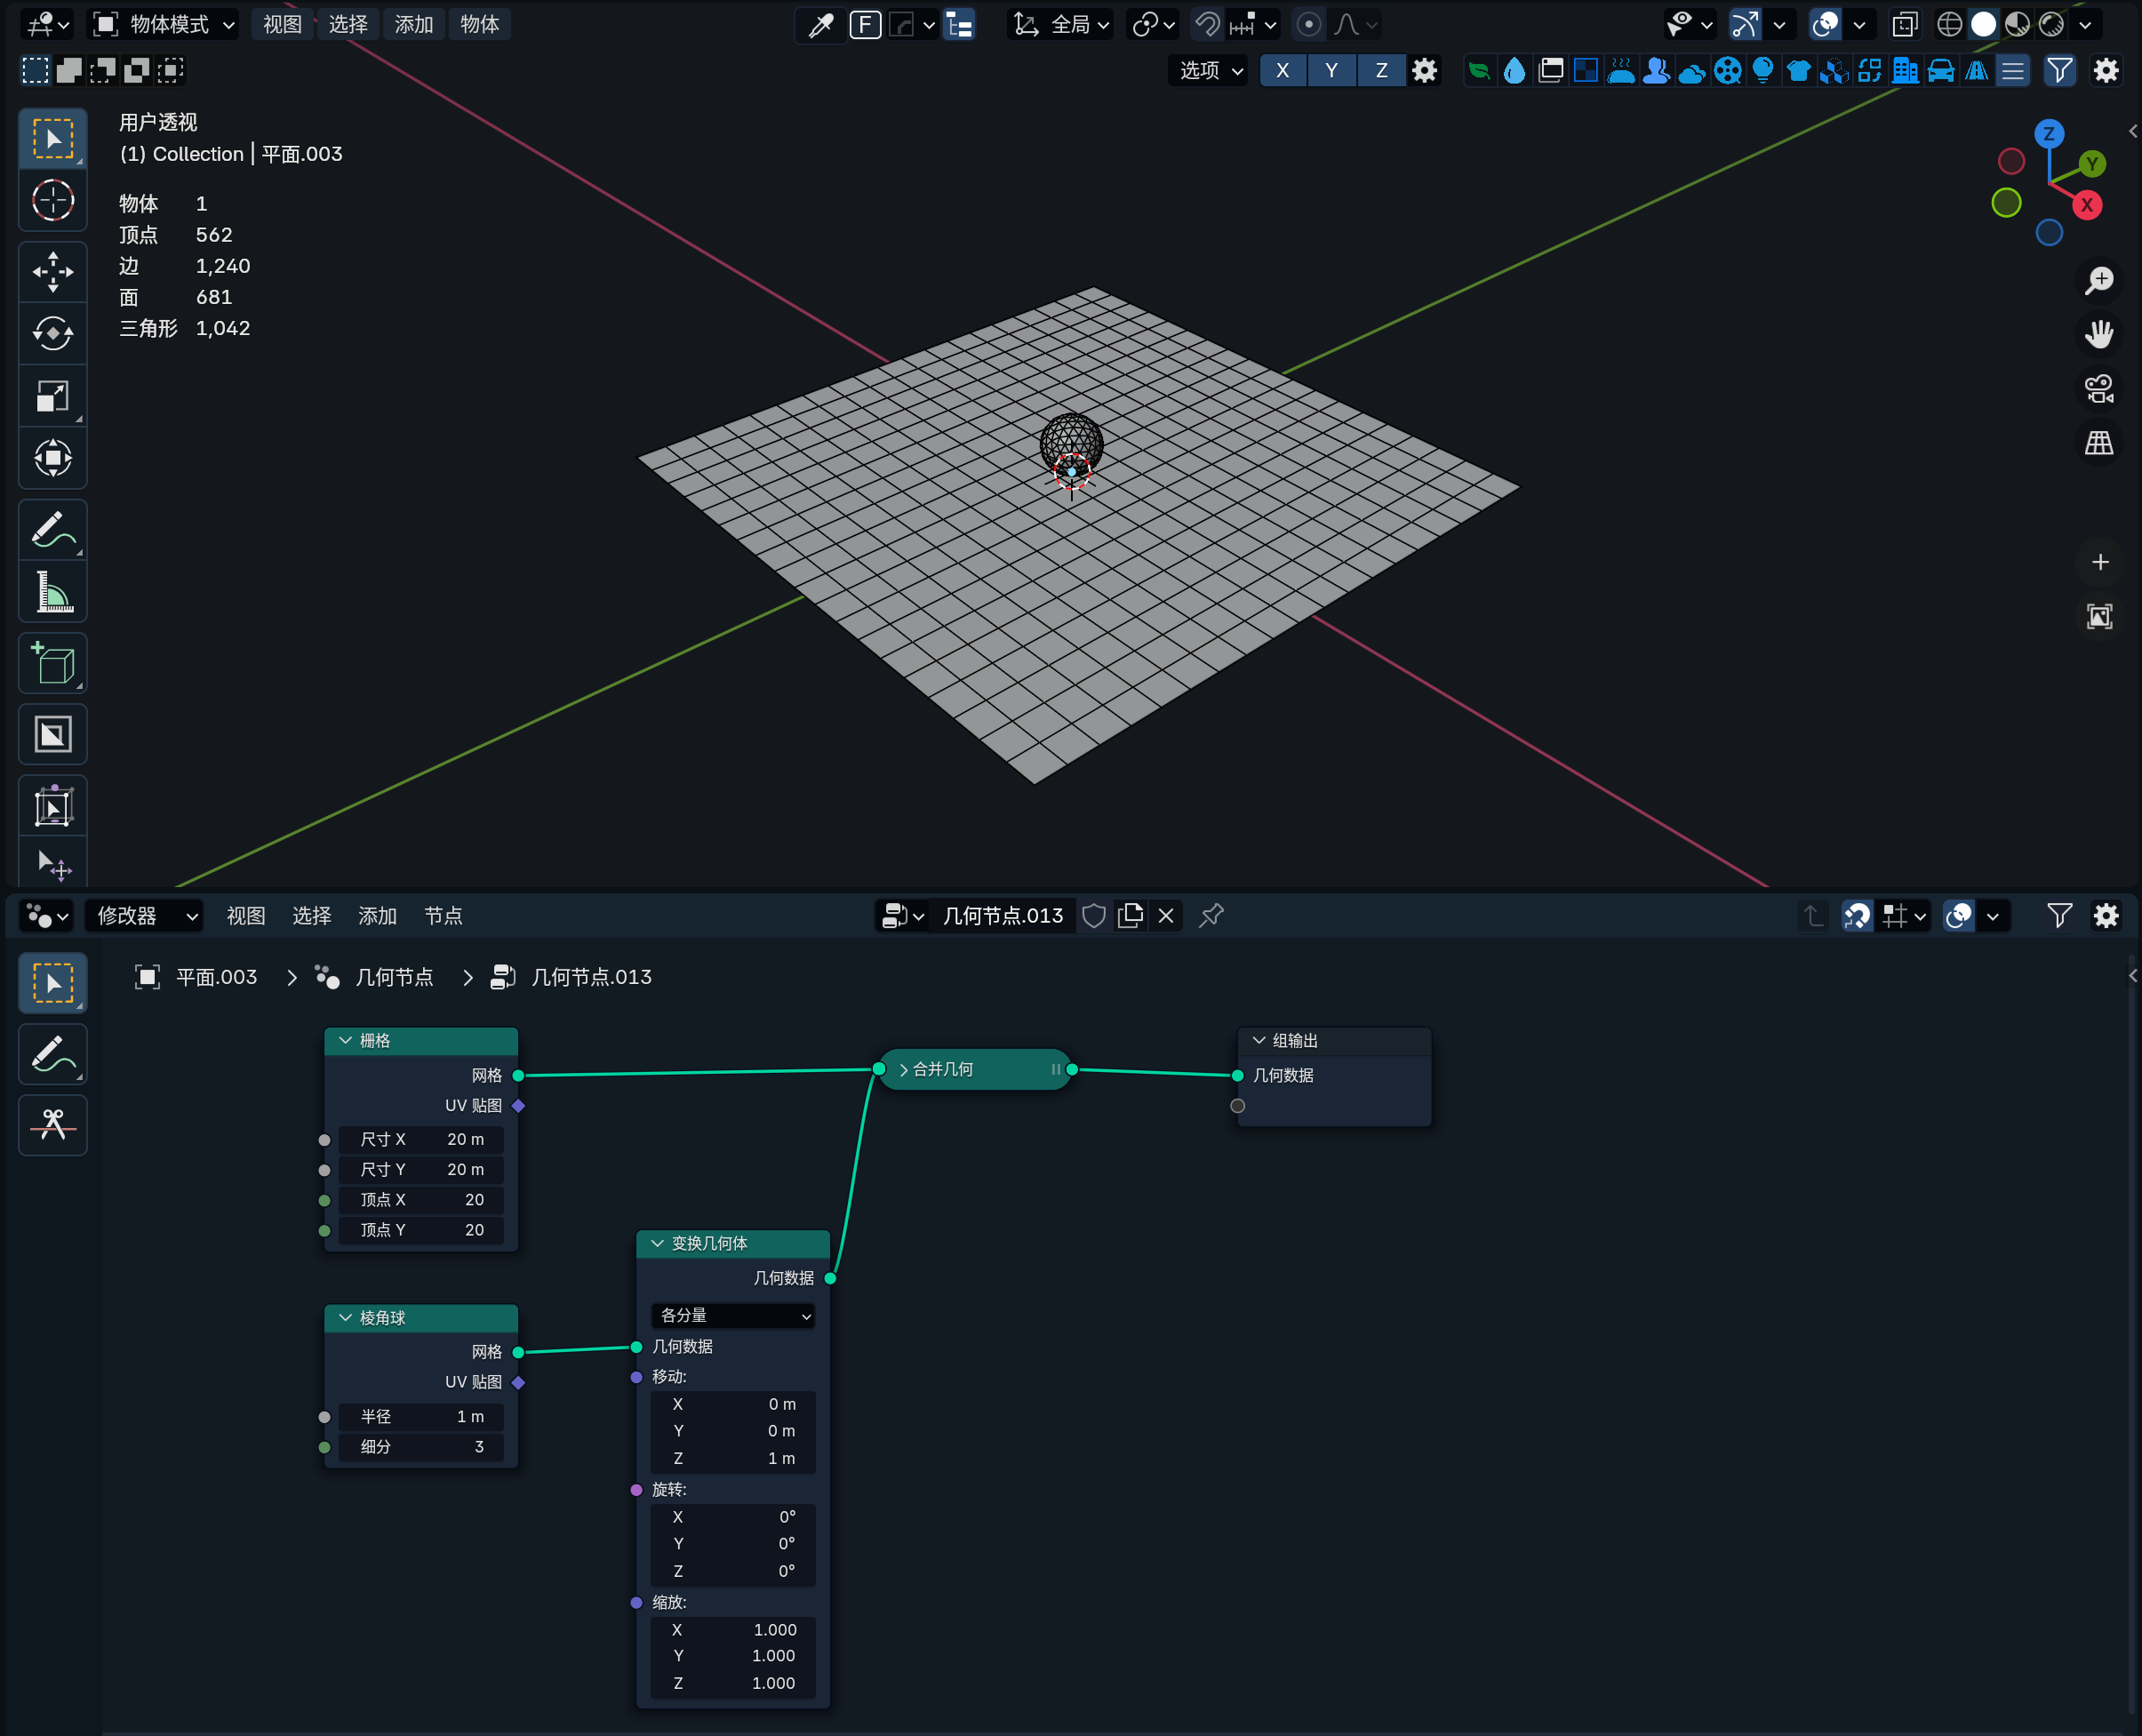 物体模式 视图 选择 添加 物体 F 全局
选项 X Y Z
用户透视
(1) Collection | 平面.003
物体 1
顶点 562
边 1,240
面 681
三角形 1,042
Z
Y
X
修改器 视图 选择 添加 节点 几何节点.013
平面.003 > 几何节点 > 几何节点.013
栅格
网格
UV 贴图
尺寸 X 20 m
尺寸 Y 20 m
顶点 X 20
顶点 Y 20
棱角球
网格
UV 贴图
半径 1 m
细分 3
变换几何体
几何数据
各分量
几何数据
移动:
X 0 m
Y 0 m
Z 1 m
旋转:
X 0°
Y 0°
Z 0°
缩放:
X 1.000
Y 1.000
Z 1.000
合并几何
组输出
几何数据